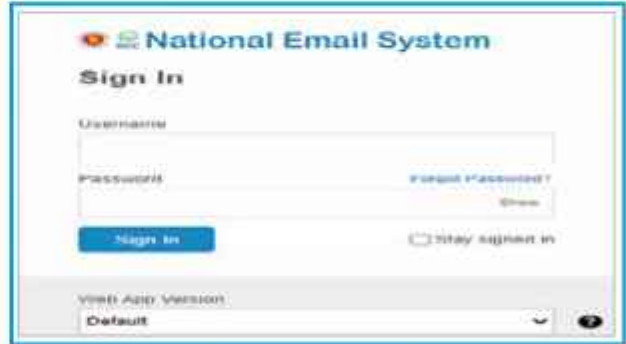 National Email System
Sign In
Username
Password Forgot Password?
Show
Sign In Stay signed in
Web App Version
Default